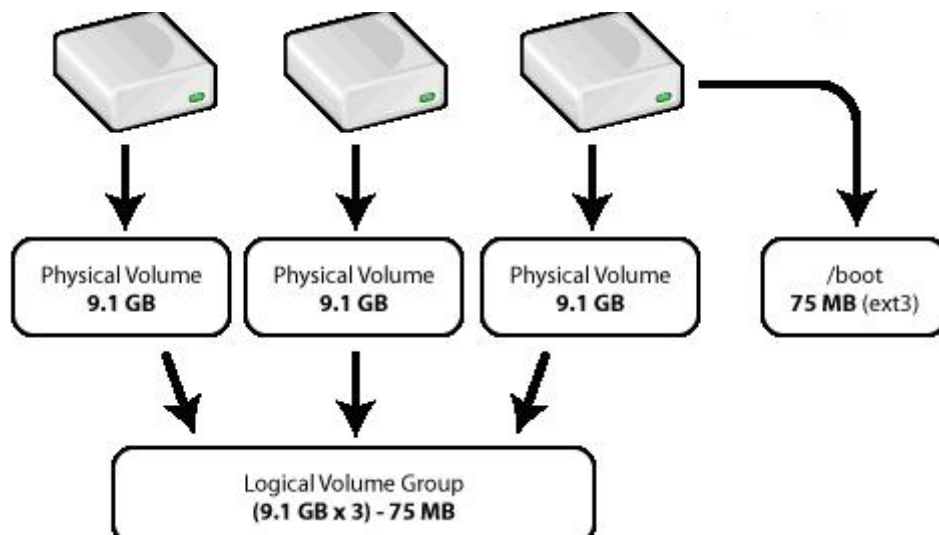 Physical Volume
9.1 GB
Physical Volume
9.1 GB
Physical Volume
9.1 GB
/boot
75 MB (ext3)
Logical Volume Group
(9.1 GB x 3) - 75 MB